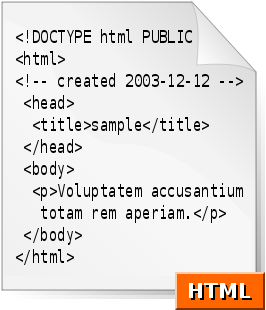 <!DOCTYPE html PUBLIC
<html>
<!-- created 2003-12-12 -->
<head>
<title>sample</title>
</head>
<body>
<p>Voluptatem accusantium
totam rem aperiam.</p>
</body>
</html>
HTML